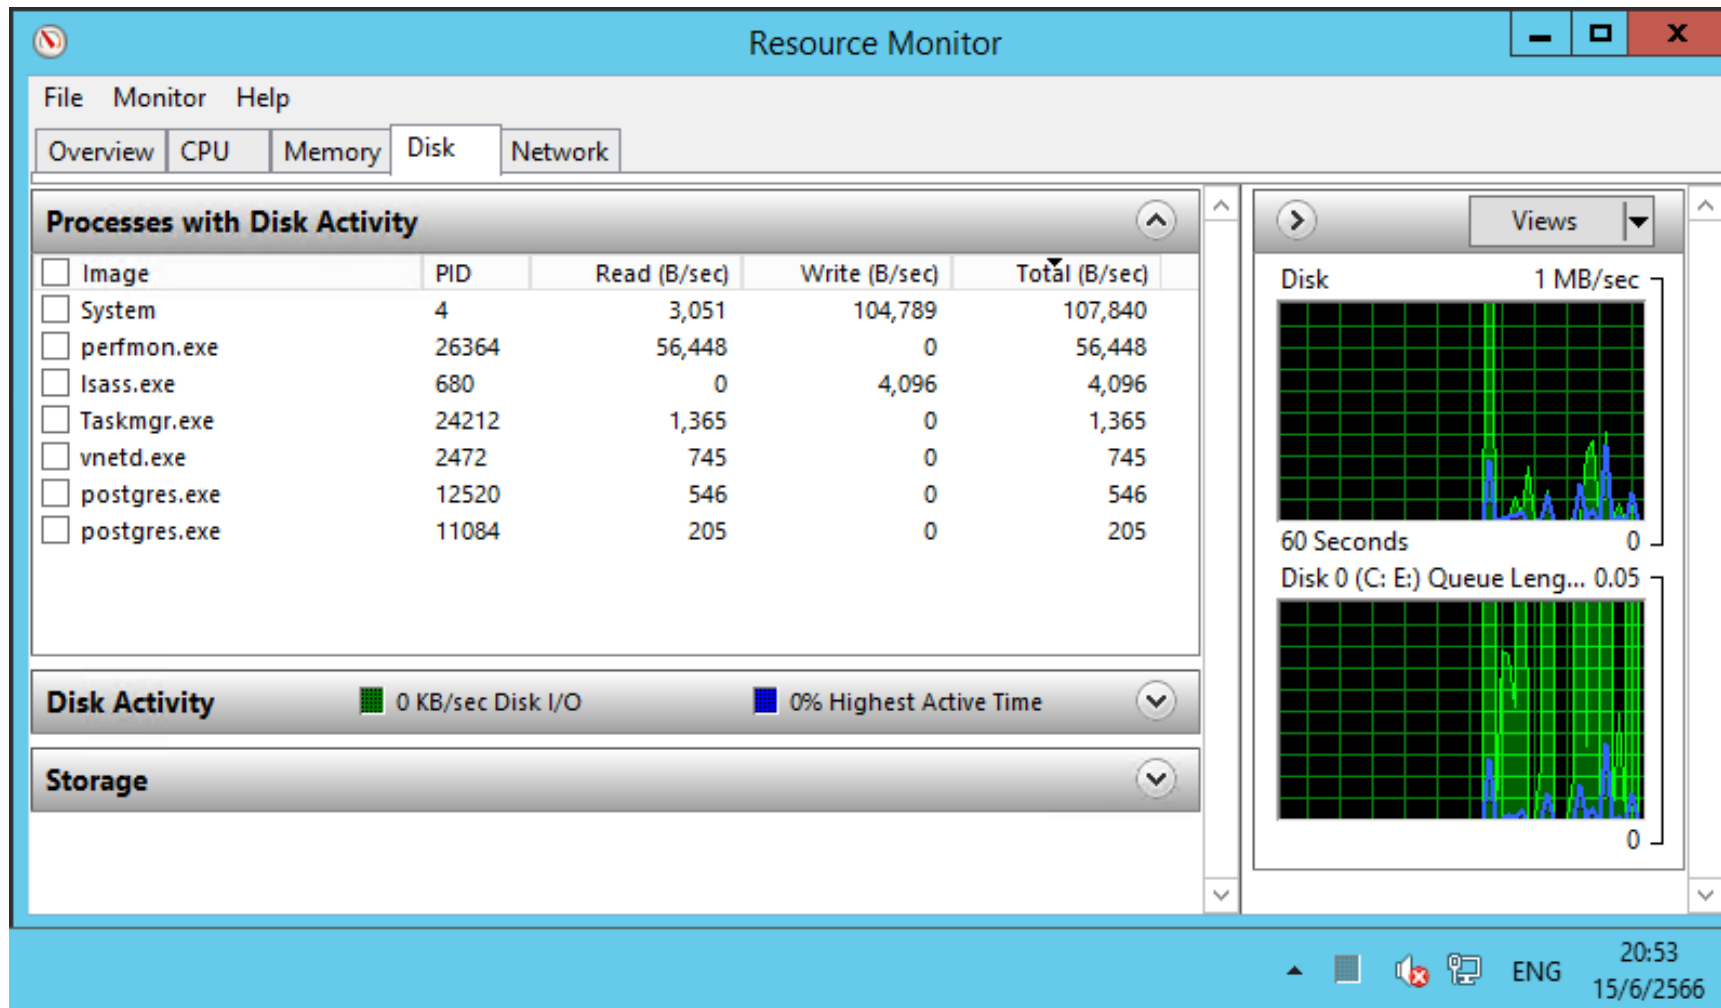 Resource Monitor
File Monitor Help
Overview CPU Memory Disk Network
Processes with Disk Activity
Image PID Read (B/sec) Write (B/sec) Total (B/sec)
System 4 3,051 104,789 107,840
perfmon.exe 26364 56,448 0 56,448
lsass.exe 680 0 4,096 4,096
Taskmgr.exe 24212 1,365 0 1,365
vnetd.exe 2472 745 0 745
postgres.exe 12520 546 0 546
postgres.exe 11084 205 0 205
Disk Activity 0 KB/sec Disk I/O 0% Highest Active Time
Storage
Views
Disk 1 MB/sec
60 Seconds 0
Disk 0 (C: E:) Queue Leng... 0.05
0
ENG
20:53
15/6/2566